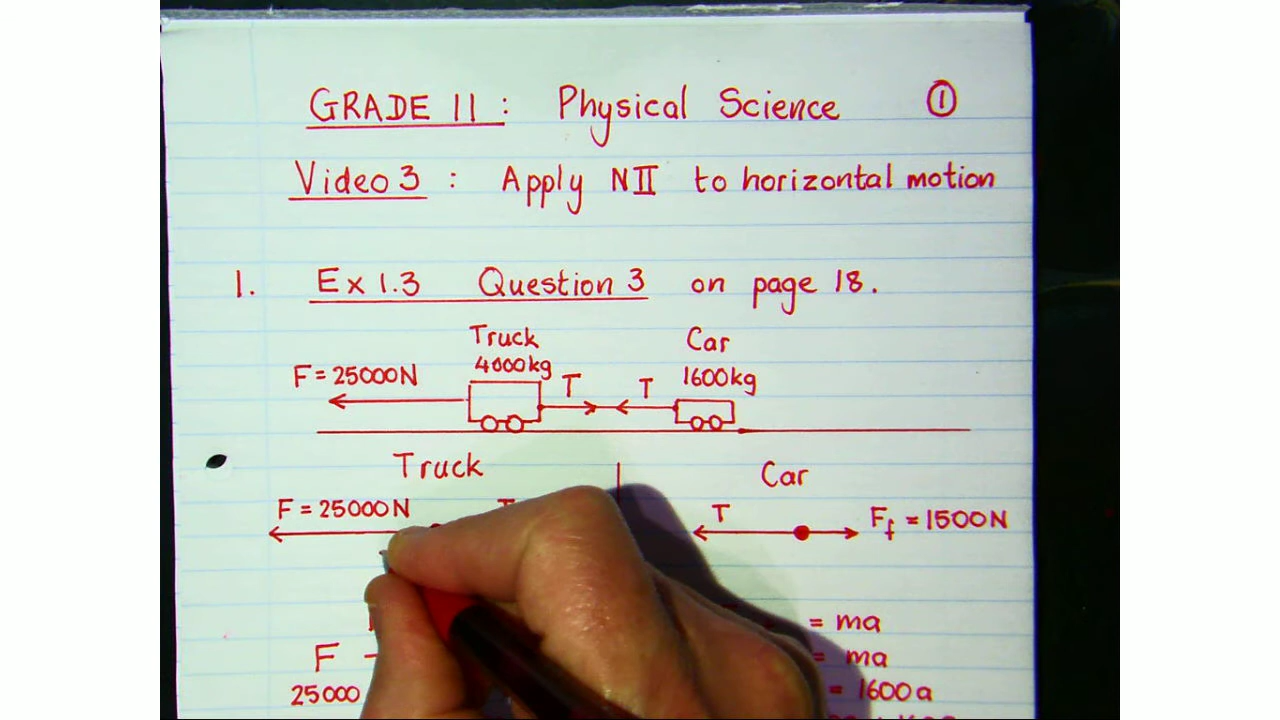 GRADE 11 : Physical Science ①
Video 3 : Apply NII to horizontal motion
1. Ex 1.3 Question 3 on page 18.
Truck Car
4000kg 1600kg
F = 25000N T T
Truck Car
F = 25000N T Ff = 1500N
= ma
F = ma
25000 = 1600a